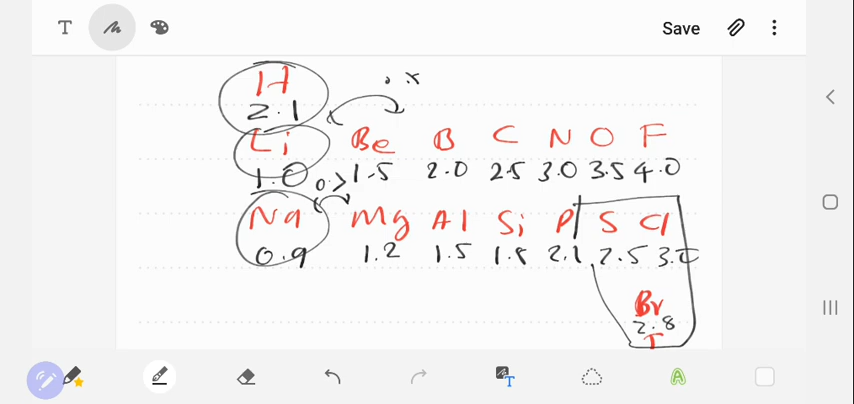 T Save
H
2.1
Li Be B C N O F
1.0 1.5 2.0 2.5 3.0 3.5 4.0
Na Mg Al Si P S Cl
0.9 1.2 1.5 1.8 2.1 2.5 3.0
Br
2.8
I
T A